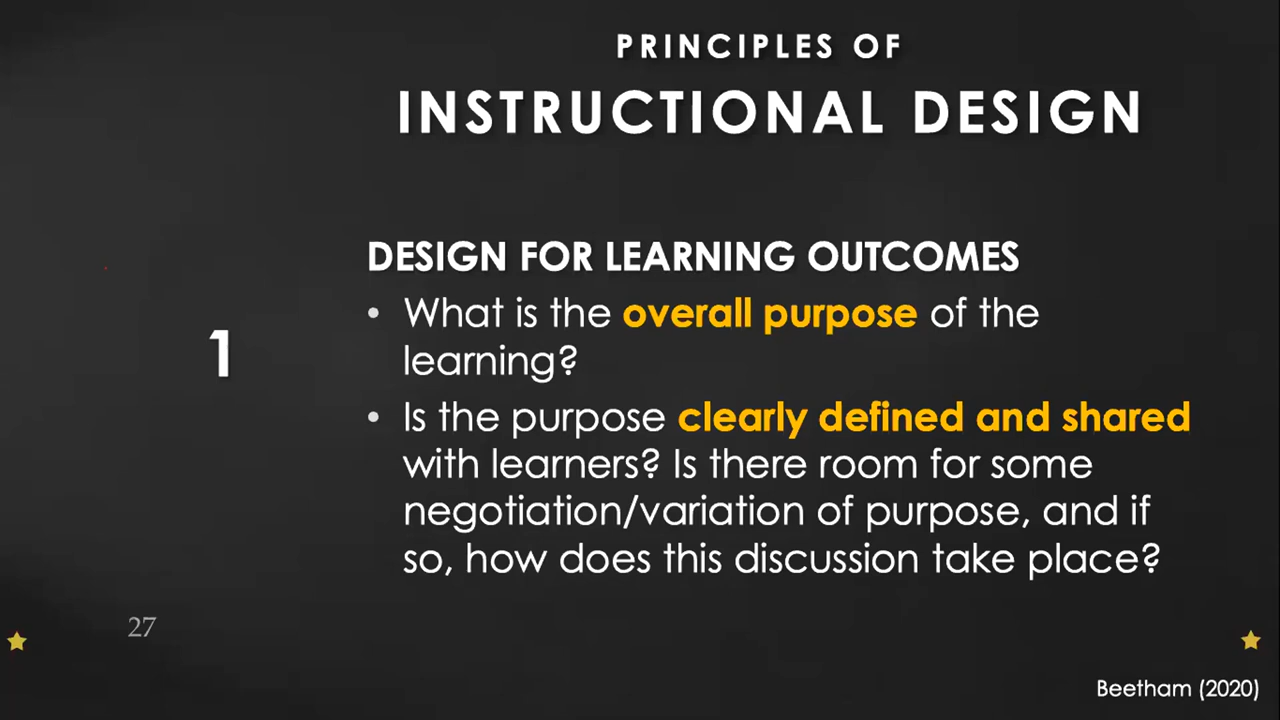 PRINCIPLES OF
INSTRUCTIONAL DESIGN
1
DESIGN FOR LEARNING OUTCOMES
• What is the overall purpose of the
learning?
• Is the purpose clearly defined and shared
with learners? Is there room for some
negotiation/variation of purpose, and if
so, how does this discussion take place?
27
Beetham (2020)